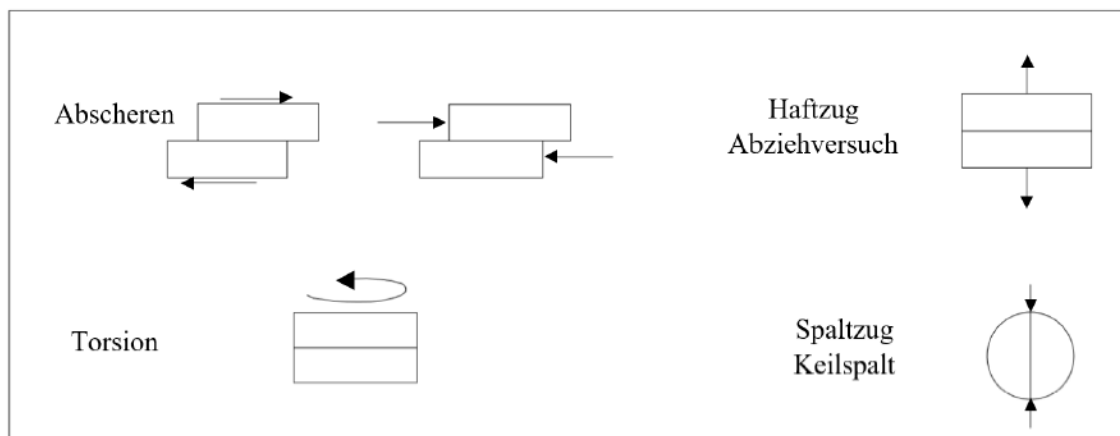 Abscheren
Haftzug
Abziehversuch
Torsion
Spaltzug
Keilspalt